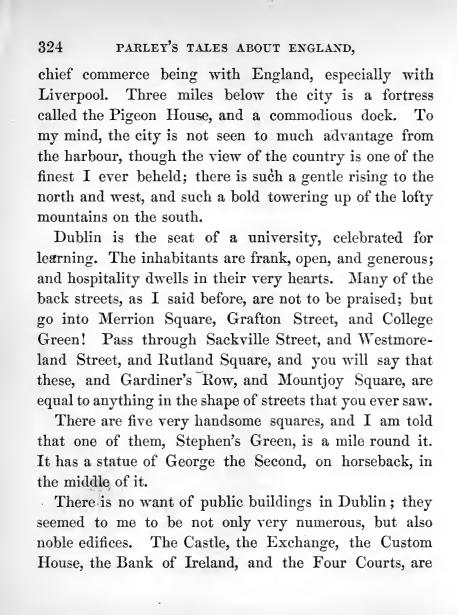 324 PARLEY'S TALES ABOUT ENGLAND,
chief commerce being with England, especially with
Liverpool. Three miles below the city is a fortress
called the Pigeon House, and a commodious dock. To
my mind, the city is not seen to much advantage from
the harbour, though the view of the country is one of the
finest I ever beheld; there is such a gentle rising to the
north and west, and such a bold towering up of the lofty
mountains on the south.
Dublin is the seat of a university, celebrated for
learning. The inhabitants are frank, open, and generous;
and hospitality dwells in their very hearts. Many of the
back streets, as I said before, are not to be praised; but
go into Merrion Square, Grafton Street, and College
Green! Pass through Sackville Street, and Westmore-
land Street, and Rutland Square, and you will say that
these, and Gardiner's Row, and Mountjoy Square, are
equal to anything in the shape of streets that you ever saw.
There are five very handsome squares, and I am told
that one of them, Stephen's Green, is a mile round it.
It has a statue of George the Second, on horseback, in
the middle of it.
There is no want of public buildings in Dublin; they
seemed to me to be not only very numerous, but also
noble edifices. The Castle, the Exchange, the Custom
House, the Bank of Ireland, and the Four Courts, are